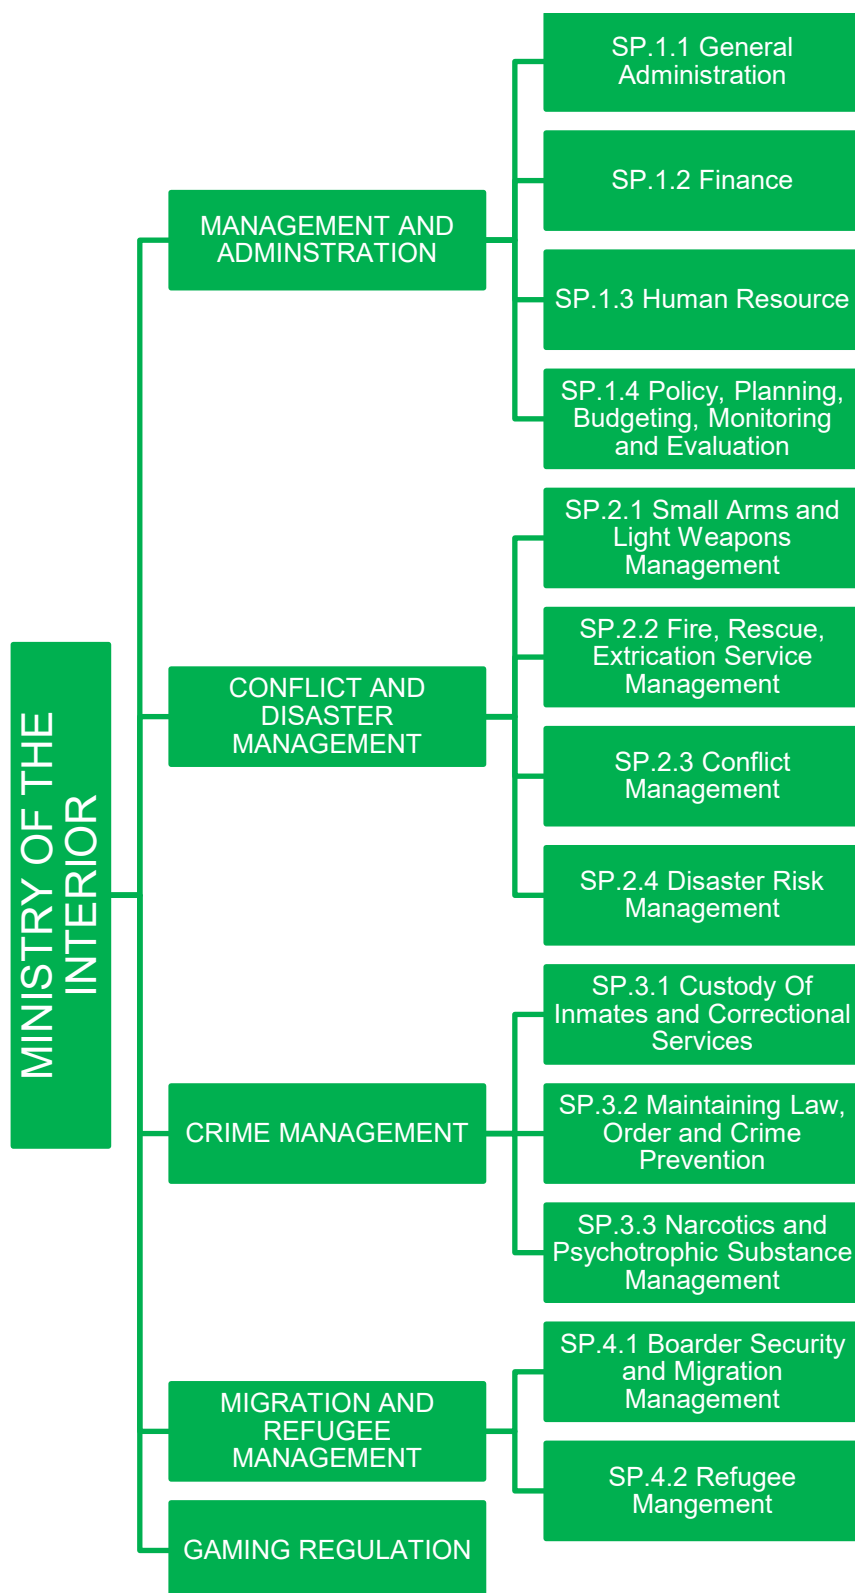 MINISTRY OF THE
INTERIOR
MANAGEMENT AND
ADMINSTRATION
SP.1.1 General
Administration
SP.1.2 Finance
SP.1.3 Human Resource
SP.1.4 Policy, Planning,
Budgeting, Monitoring
and Evaluation
CONFLICT AND
DISASTER
MANAGEMENT
SP.2.1 Small Arms and
Light Weapons
Management
SP.2.2 Fire, Rescue,
Extrication Service
Management
SP.2.3 Conflict
Management
SP.2.4 Disaster Risk
Management
CRIME MANAGEMENT
SP.3.1 Custody Of
Inmates and Correctional
Services
SP.3.2 Maintaining Law,
Order and Crime
Prevention
SP.3.3 Narcotics and
Psychotrophic Substance
Management
MIGRATION AND
REFUGEE
MANAGEMENT
SP.4.1 Boarder Security
and Migration
Management
SP.4.2 Refugee
Mangement
GAMING REGULATION